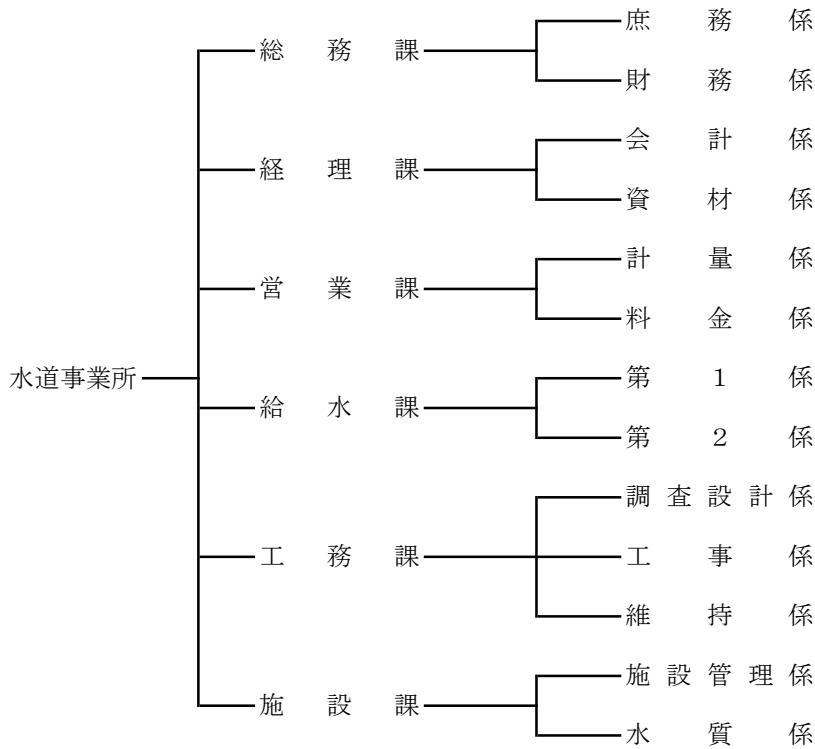 庶務係
総務課
財務係
会計係
経理課
資材係
計量係
営業課
料金係
水道事業所
第1係
給水課
第2係
調査設計係
工務課
工事係
維持係
施設管理係
施設課
水質係